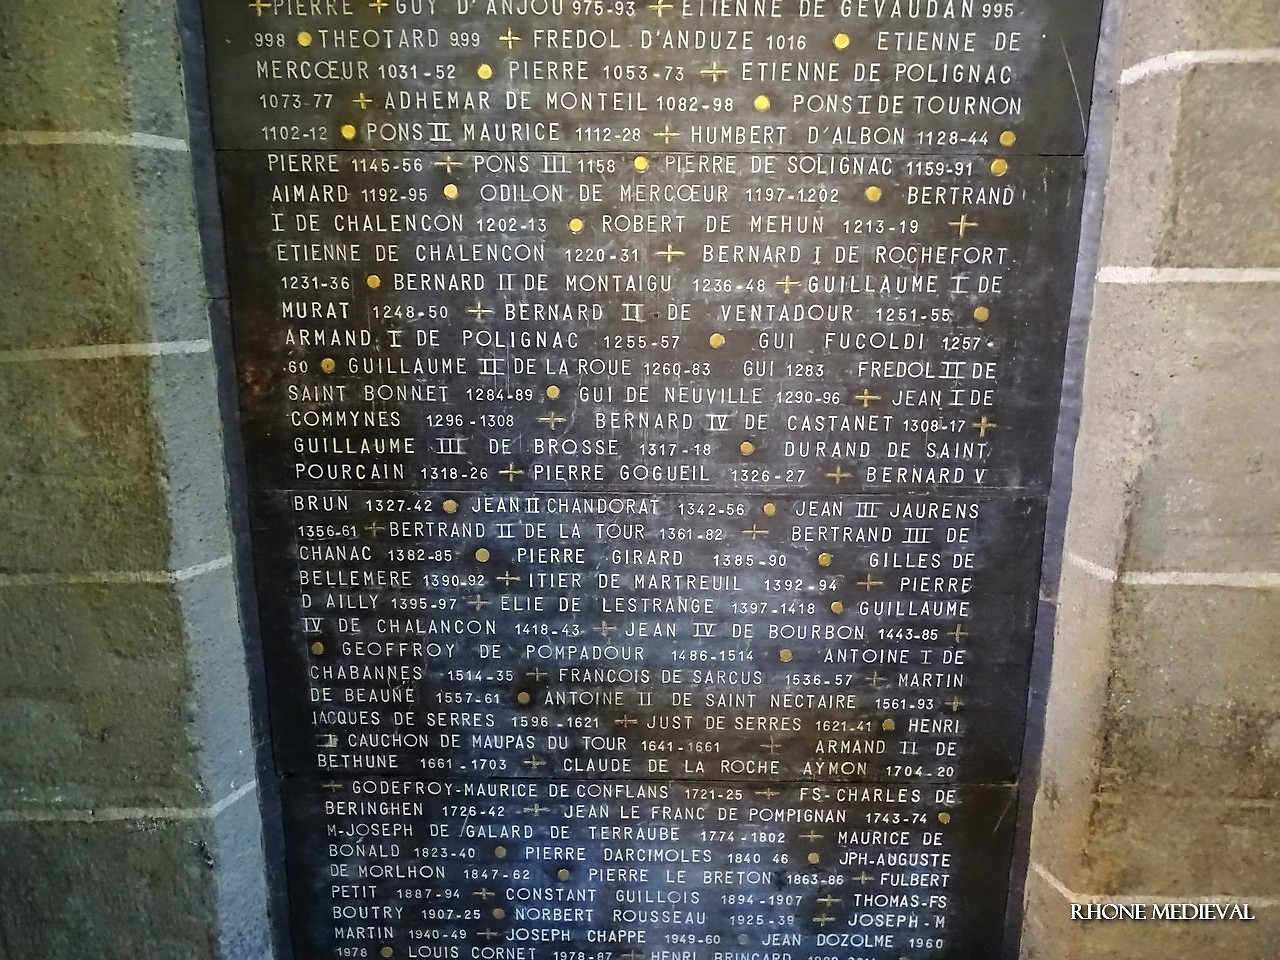 +PIERRE +GUY D'ANJOU 975-93 + ETIENNE DE GEVAUDAN 995
998 ● THEOTARD 999 + FREDOL D'ANDUZE 1016 ● ETIENNE DE
MERCŒUR 1031-52 ● PIERRE 1053-73 + ETIENNE DE POLIGNAC
1073-77 + ADHEMAR DE MONTEIL 1082-98 ● PONS I DE TOURNON
1102-12 ● PONS II MAURICE 1112-28 + HUMBERT D'ALBON 1128-44 ●
PIERRE 1145-56 + PONS III 1158 ● PIERRE DE SOLIGNAC 1159-91 ●
AIMARD 1192-95 ● ODILON DE MERCŒUR 1197-1202 ● BERTRAND
I DE CHALENCON 1202-13 ● ROBERT DE MEHUN 1213-19 +
ETIENNE DE CHALENCON 1220-31 + BERNARD I DE ROCHEFORT
1231-36 ● BERNARD II DE MONTAIGU 1236-48 + GUILLAUME I DE
MURAT 1248-50 + BERNARD II DE VENTADOUR 1251-55 ●
ARMAND I DE POLIGNAC 1255-57 ● GUI FUCOLDI 1257-
60 ● GUILLAUME II DE LA ROUE 1260-83 GUI 1283 FREDOL II DE
SAINT BONNET 1284-89 ● GUI DE NEUVILLE 1290-96 + JEAN I DE
COMMYNES 1296-1308 + BERNARD IV DE CASTANET 1308-17 +
GUILLAUME III DE BROSSE 1317-18 ● DURAND DE SAINT
POURCAIN 1318-26 + PIERRE GOGUEIL 1326-27 + BERNARD V
BRUN 1327-42 ● JEAN II CHANDORAT 1342-56 ● JEAN III JAURENS
1356-61 + BERTRAND II DE LA TOUR 1361-82 + BERTRAND III DE
CHANAC 1382-85 ● PIERRE GIRARD 1385-90 ● GILLES DE
BELLEMERE 1390-92 + ITIER DE MARTREUIL 1392-94 + PIERRE
D AILLY 1395-97 + ELIE DE LESTRANGE 1397-1418 ● GUILLAUME
IV DE CHALANCON 1418-43 + JEAN IV DE BOURBON 1443-85 +
● GEOFFROY DE POMPADOUR 1486-1514 ● ANTOINE I DE
CHABANNES 1514-35 + FRANCOIS DE SARCUS 1536-57 + MARTIN
DE BEAUNE 1557-61 ● ANTOINE II DE SAINT NECTAIRE 1561-93 +
JACQUES DE SERRES 1596-1621 + JUST DE SERRES 1621-41 ● HENRI
I CAUCHON DE MAUPAS DU TOUR 1641-1661 + ARMAND II DE
BETHUNE 1661-1703 + CLAUDE DE LA ROCHE AYMON 1704-20
+ GODEFROY-MAURICE DE CONFLANS 1721-25 + FS-CHARLES DE
BERINGHEN 1726-42 + JEAN LE FRANC DE POMPIGNAN 1743-74 ●
M-JOSEPH DE GALARD DE TERRAUBE 1774-1802 + MAURICE DE
BONALD 1823-40 ● PIERRE DARCIMOLES 1840 46 ● JPH-AUGUSTE
DE MORLHON 1847-62 ● PIERRE LE BRETON 1863-86 + FULBERT
PETIT 1887-94 + CONSTANT GUILLOIS 1894-1907 + THOMAS-FS
BOUTRY 1907-25 ● NORBERT ROUSSEAU 1925-39 + JOSEPH-M
MARTIN 1940-49 + JOSEPH CHAPPE 1949-60 ● JEAN DOZOLME 1960
1978 ● LOUIS CORNET 1978-87 + HENRI BRINCARD
RHONE MEDIEVAL